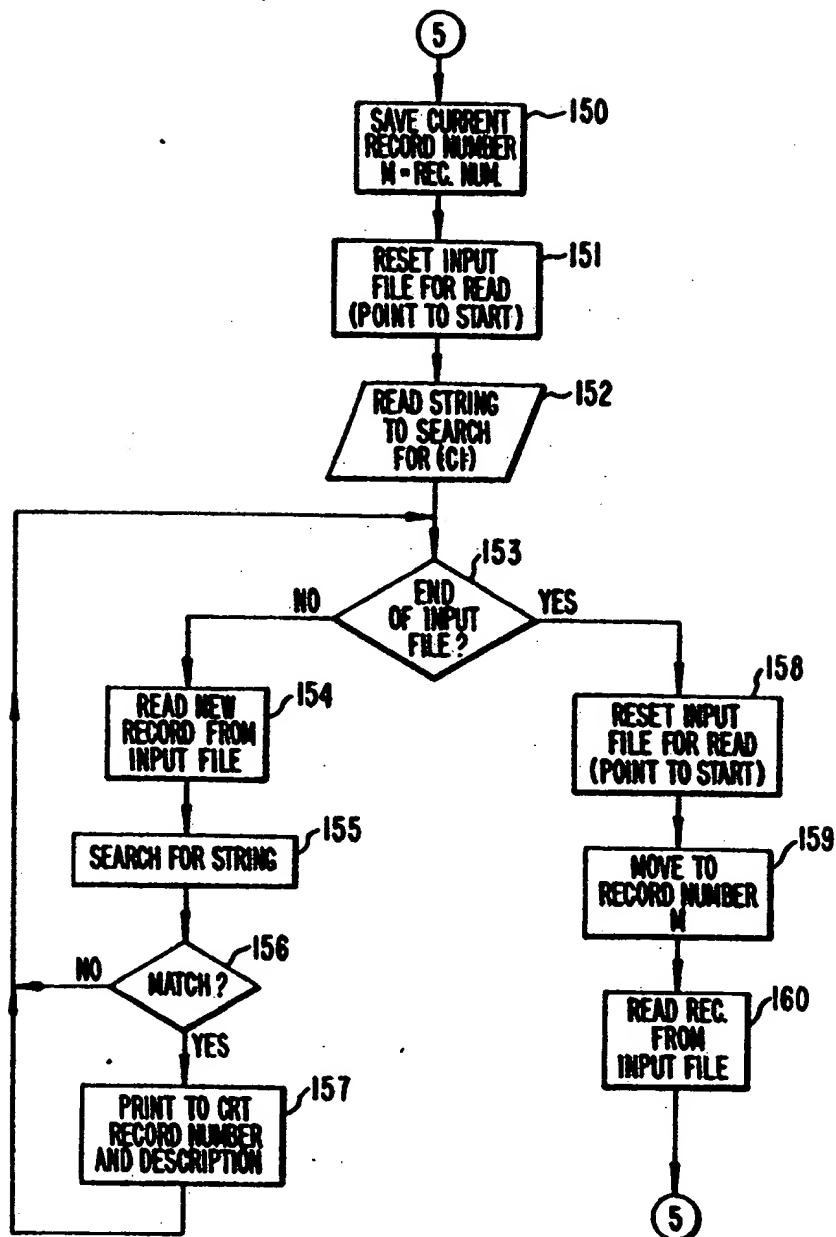 5
SAVE CURRENT
RECORD NUMBER
M = REC. NUM.
150
RESET INPUT
FILE FOR READ
(POINT TO START)
151
READ STRING
TO SEARCH
FOR (C)
152
END
OF INPUT
FILE?
153
NO
YES
READ NEW
RECORD FROM
INPUT FILE
154
SEARCH FOR STRING
155
MATCH?
156
NO
YES
PRINT TO CRT
RECORD NUMBER
AND DESCRIPTION
157
RESET INPUT
FILE FOR READ
(POINT TO START)
158
MOVE TO
RECORD NUMBER
M
159
READ REC.
FROM
INPUT FILE
160
5